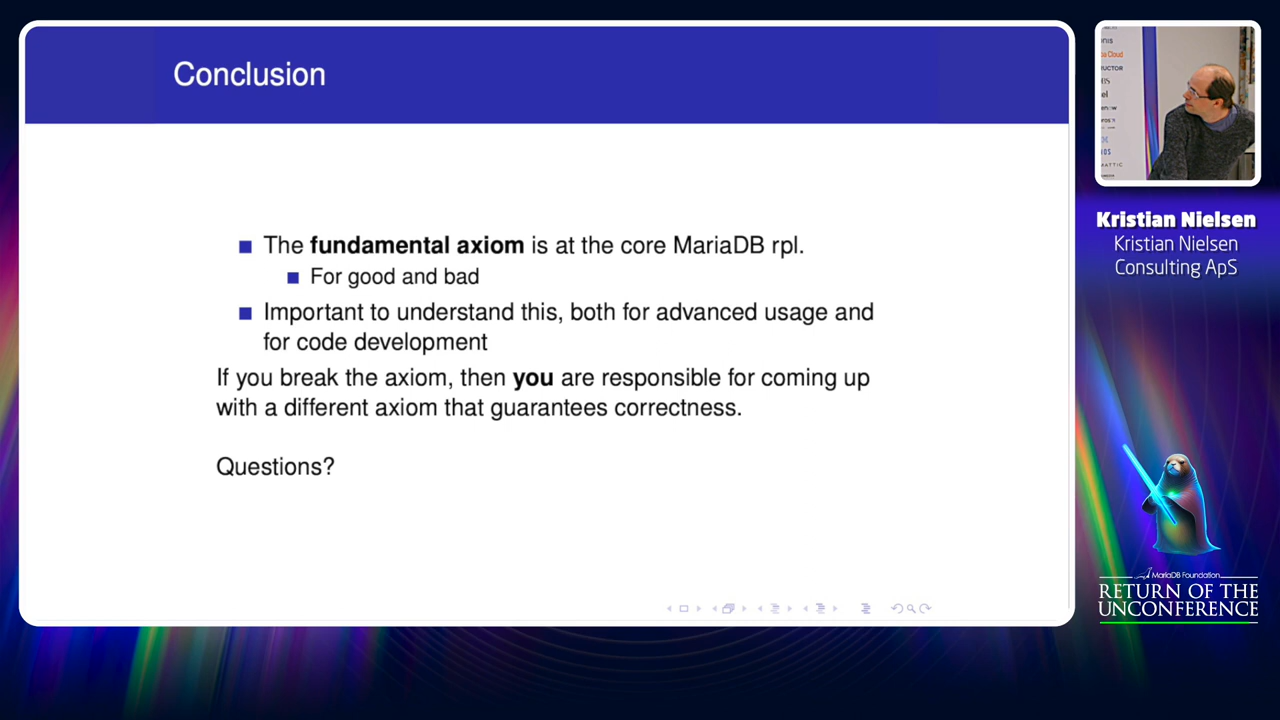 Conclusion
The fundamental axiom is at the core MariaDB rpl.
For good and bad
Important to understand this, both for advanced usage and
for code development
If you break the axiom, then you are responsible for coming up
with a different axiom that guarantees correctness.
Questions?
Kristian Nielsen
Kristian Nielsen
Consulting ApS
MariaDB Foundation
RETURN OF THE
UNCONFERENCE